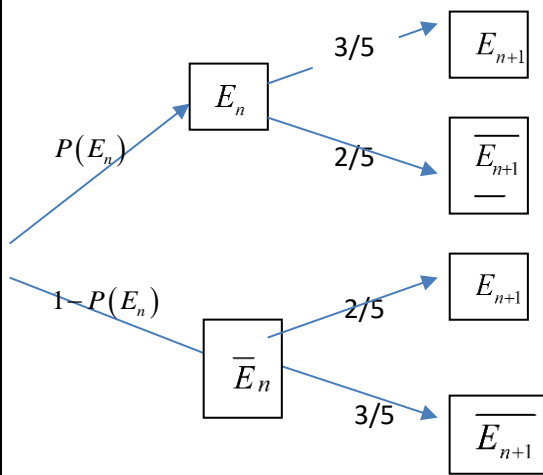 3/5
$E_{n+1}$
$E_n$
$P(E_n)$
2/5
$\overline{E_{n+1}}$
$1-P(E_n)$
2/5
$E_{n+1}$
$\overline{E}_n$
3/5
$\overline{E_{n+1}}$